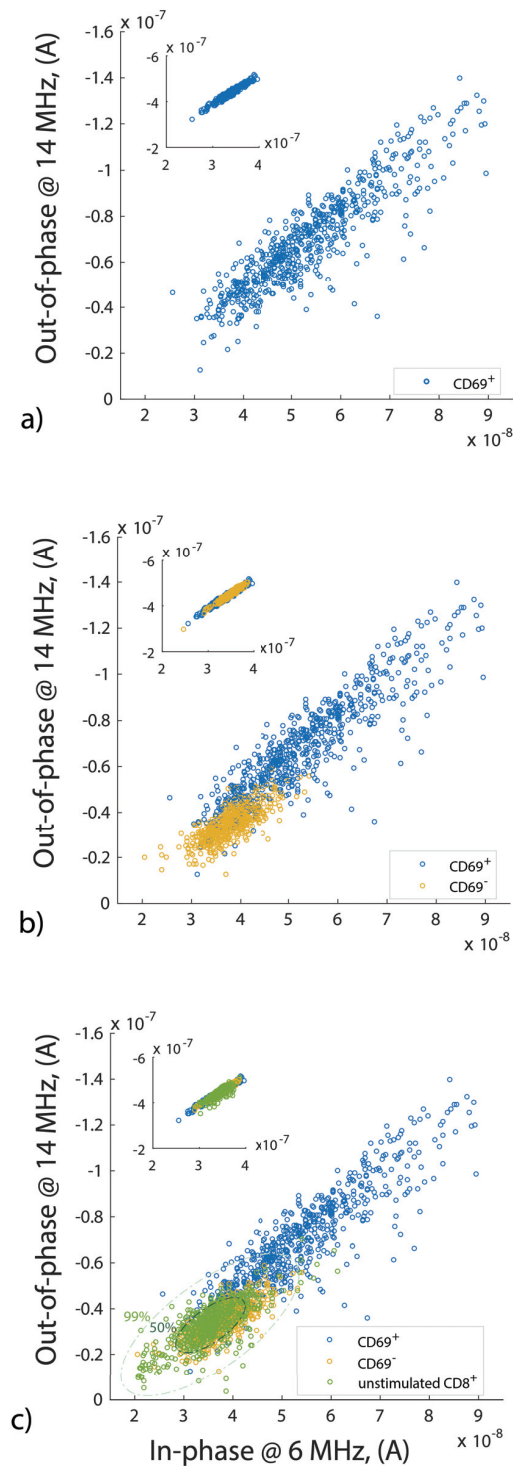 x 10⁻⁷
-1.6
x 10⁻⁷
-6
-1.4
-4
-1.2
x10⁻⁷
-2
2 3 4
-1
-0.8
-0.6
-0.4
-0.2
0
Out-of-phase @ 14 MHz, (A)
CD69⁺
2 3 4 5 6 7 8 9
x 10⁻⁸
a)
x 10⁻⁷
-1.6
x 10⁻⁷
-6
-1.4
-4
-1.2
x10⁻⁷
-2
2 3 4
-1
-0.8
-0.6
-0.4
-0.2
0
Out-of-phase @ 14 MHz, (A)
CD69⁺
CD69⁻
2 3 4 5 6 7 8 9
x 10⁻⁸
b)
x 10⁻⁷
-1.6
x 10⁻⁷
-6
-1.4
-4
-1.2
x10⁻⁷
-2
2 3 4
-1
-0.8
-0.6
-0.4
-0.2
0
Out-of-phase @ 14 MHz, (A)
99%
50%
CD69⁺
CD69⁻
unstimulated CD8⁺
2 3 4 5 6 7 8 9
x 10⁻⁸
c)
In-phase @ 6 MHz, (A)